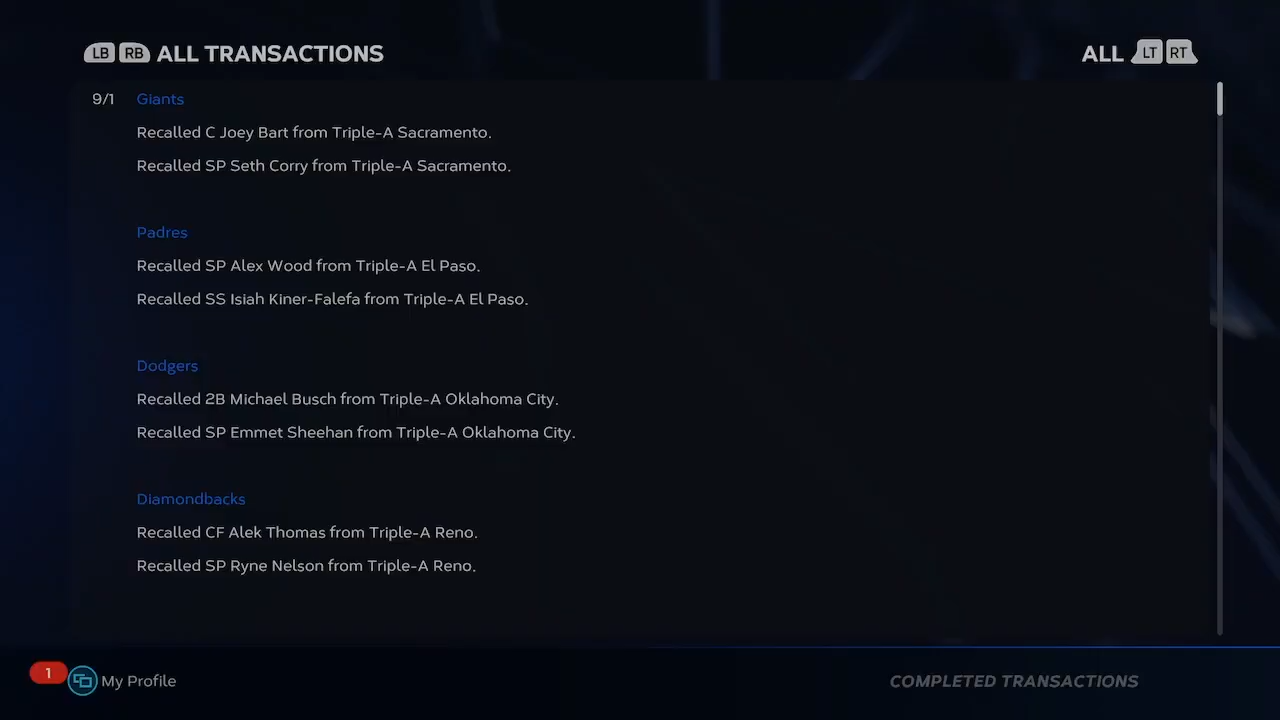 LB RB ALL TRANSACTIONS
ALL LT RT
9/1 Giants
Recalled C Joey Bart from Triple-A Sacramento.
Recalled SP Seth Corry from Triple-A Sacramento.
Padres
Recalled SP Alex Wood from Triple-A El Paso.
Recalled SS Isiah Kiner-Falefa from Triple-A El Paso.
Dodgers
Recalled 2B Michael Busch from Triple-A Oklahoma City.
Recalled SP Emmet Sheehan from Triple-A Oklahoma City.
Diamondbacks
Recalled CF Alek Thomas from Triple-A Reno.
Recalled SP Ryne Nelson from Triple-A Reno.
1 My Profile
COMPLETED TRANSACTIONS